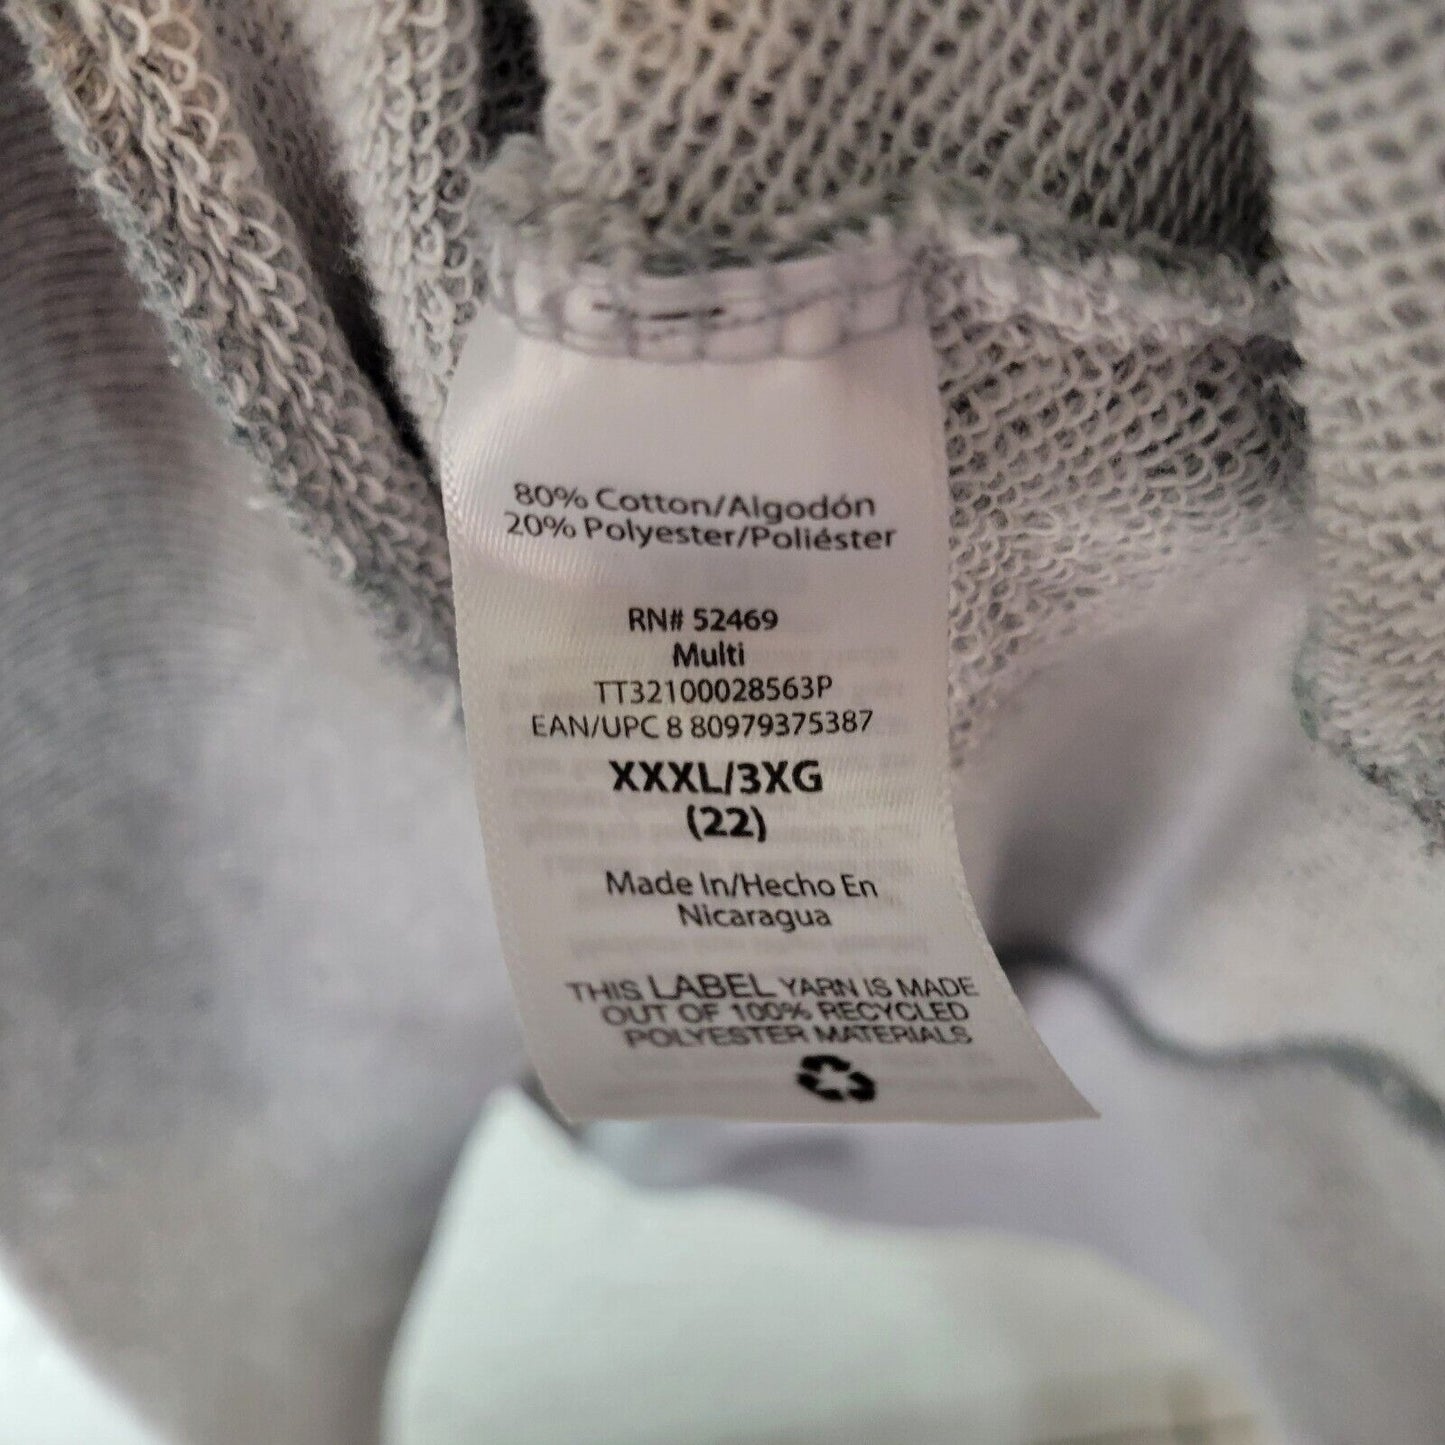 80% Cotton/Algodón
20% Polyester/Poliéster
RN# 52469
Multi
TT32100028563P
EAN/UPC 8 80979375387
XXXL/3XG
(22)
Made In/Hecho En
Nicaragua
THIS LABEL YARN IS MADE
OUT OF 100% RECYCLED
POLYESTER MATERIALS